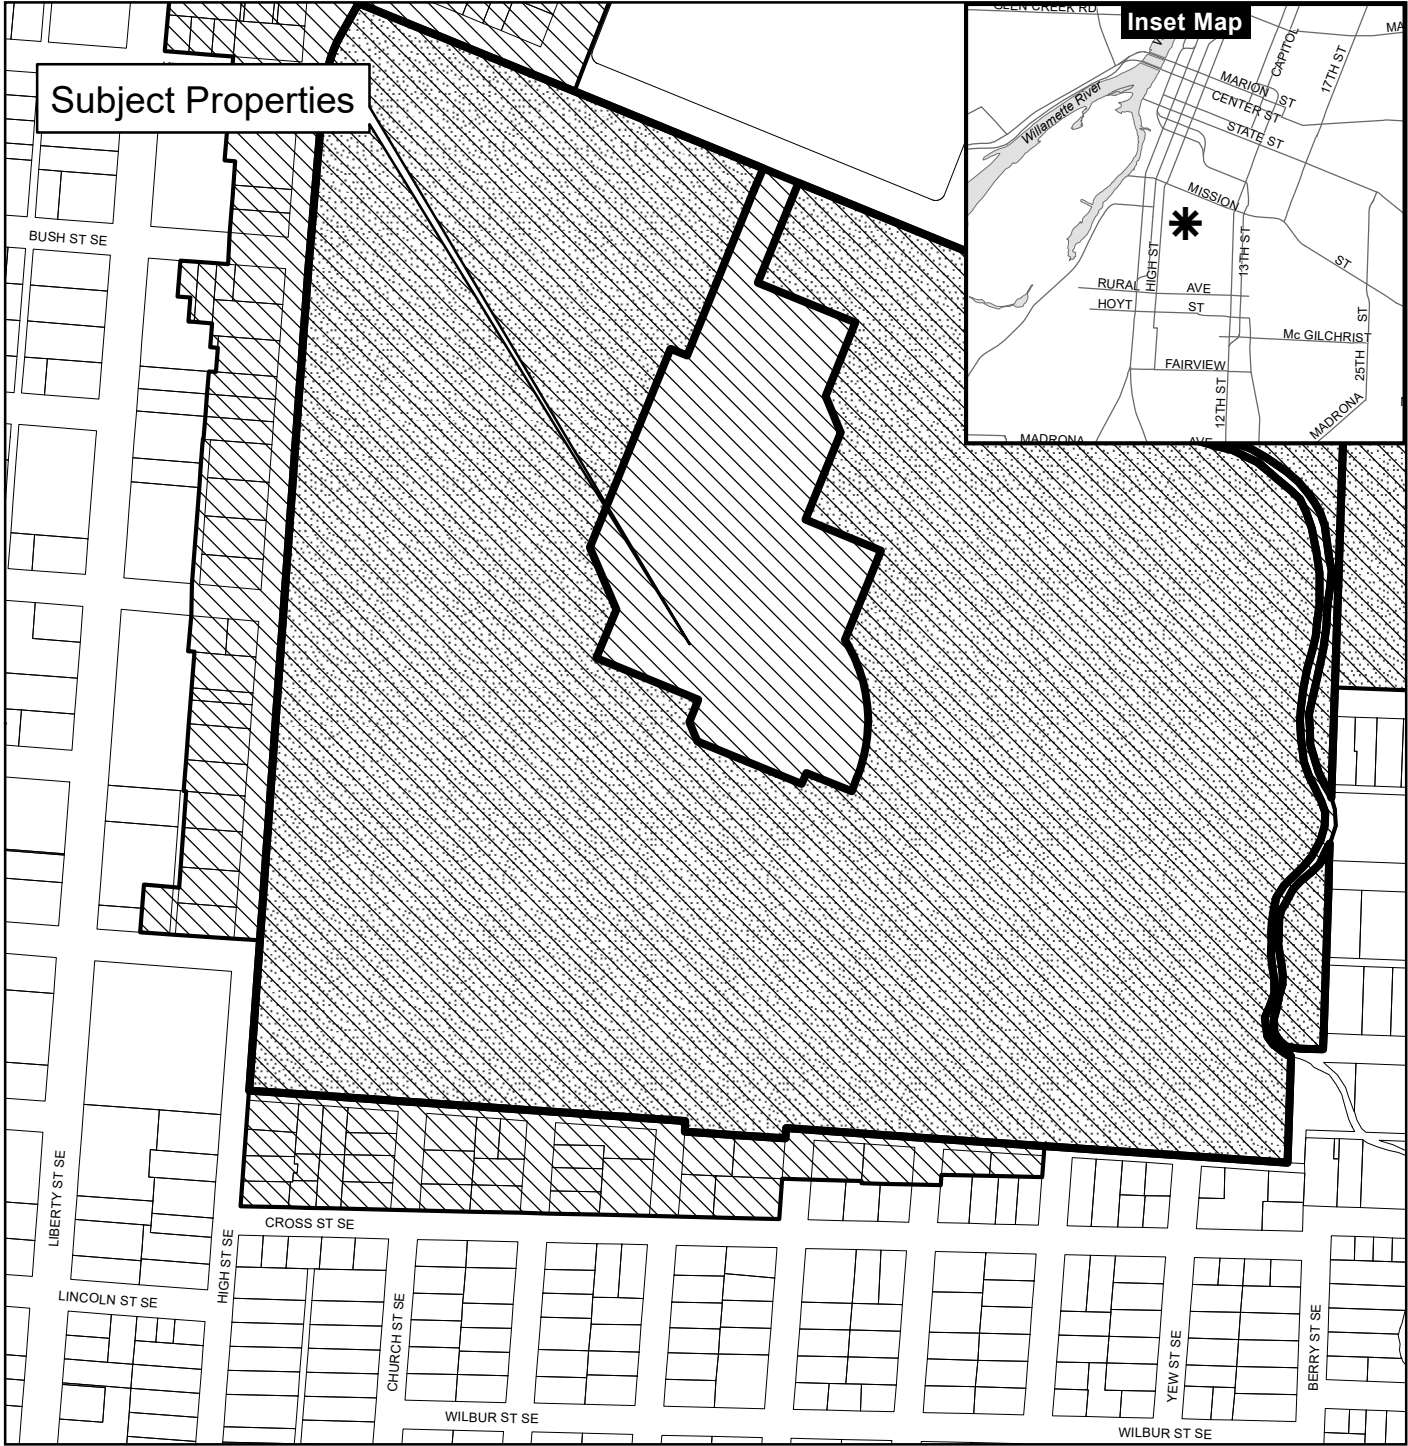 GLEN CREEK RD
Inset Map
CAPITOL
17TH ST
MARION ST
CENTER ST
STATE ST
Willamette River
MISSION
ST
HIGH ST
13TH ST
RURAL AVE
HOYT ST
Mc GILCHRIST
ST
25TH
FAIRVIEW
12TH ST
MADRONA
MADRONA AVE
Subject Properties
BUSH ST SE
LIBERTY ST SE
HIGH ST SE
CROSS ST SE
LINCOLN ST SE
CHURCH ST SE
YEW ST SE
BERRY ST SE
WILBUR ST SE
WILBUR ST SE